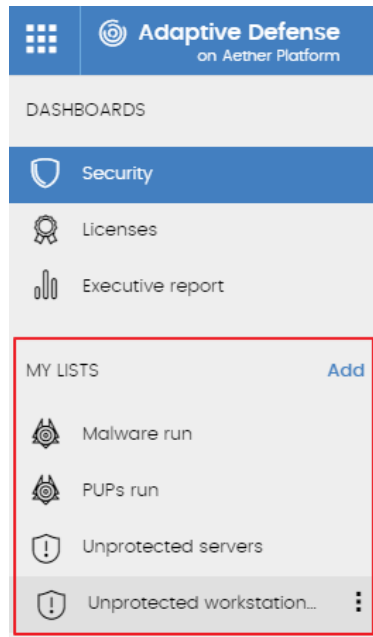 Adaptive Defense
on Aether Platform
DASHBOARDS
Security
Licenses
Executive report
MY LISTS Add
Malware run
PUPs run
Unprotected servers
Unprotected workstation...